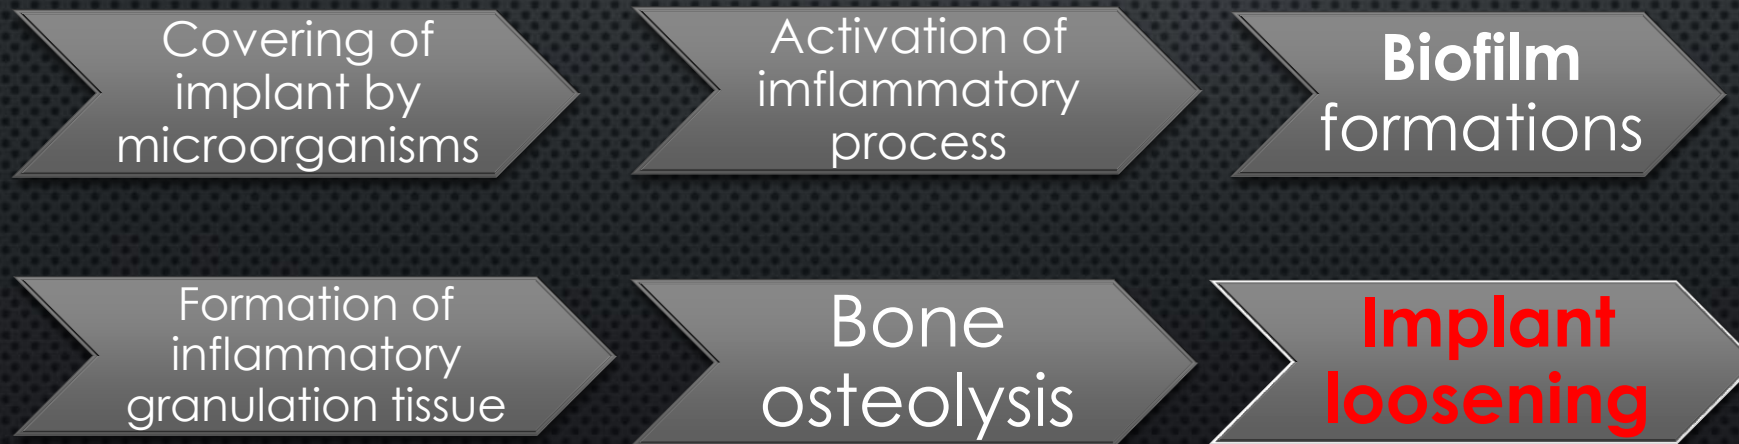 Covering of
implant by
microorganisms
Activation of
imflammatory
process
Biofilm
formations
Formation of
inflammatory
granulation tissue
Bone
osteolysis
Implant
loosening